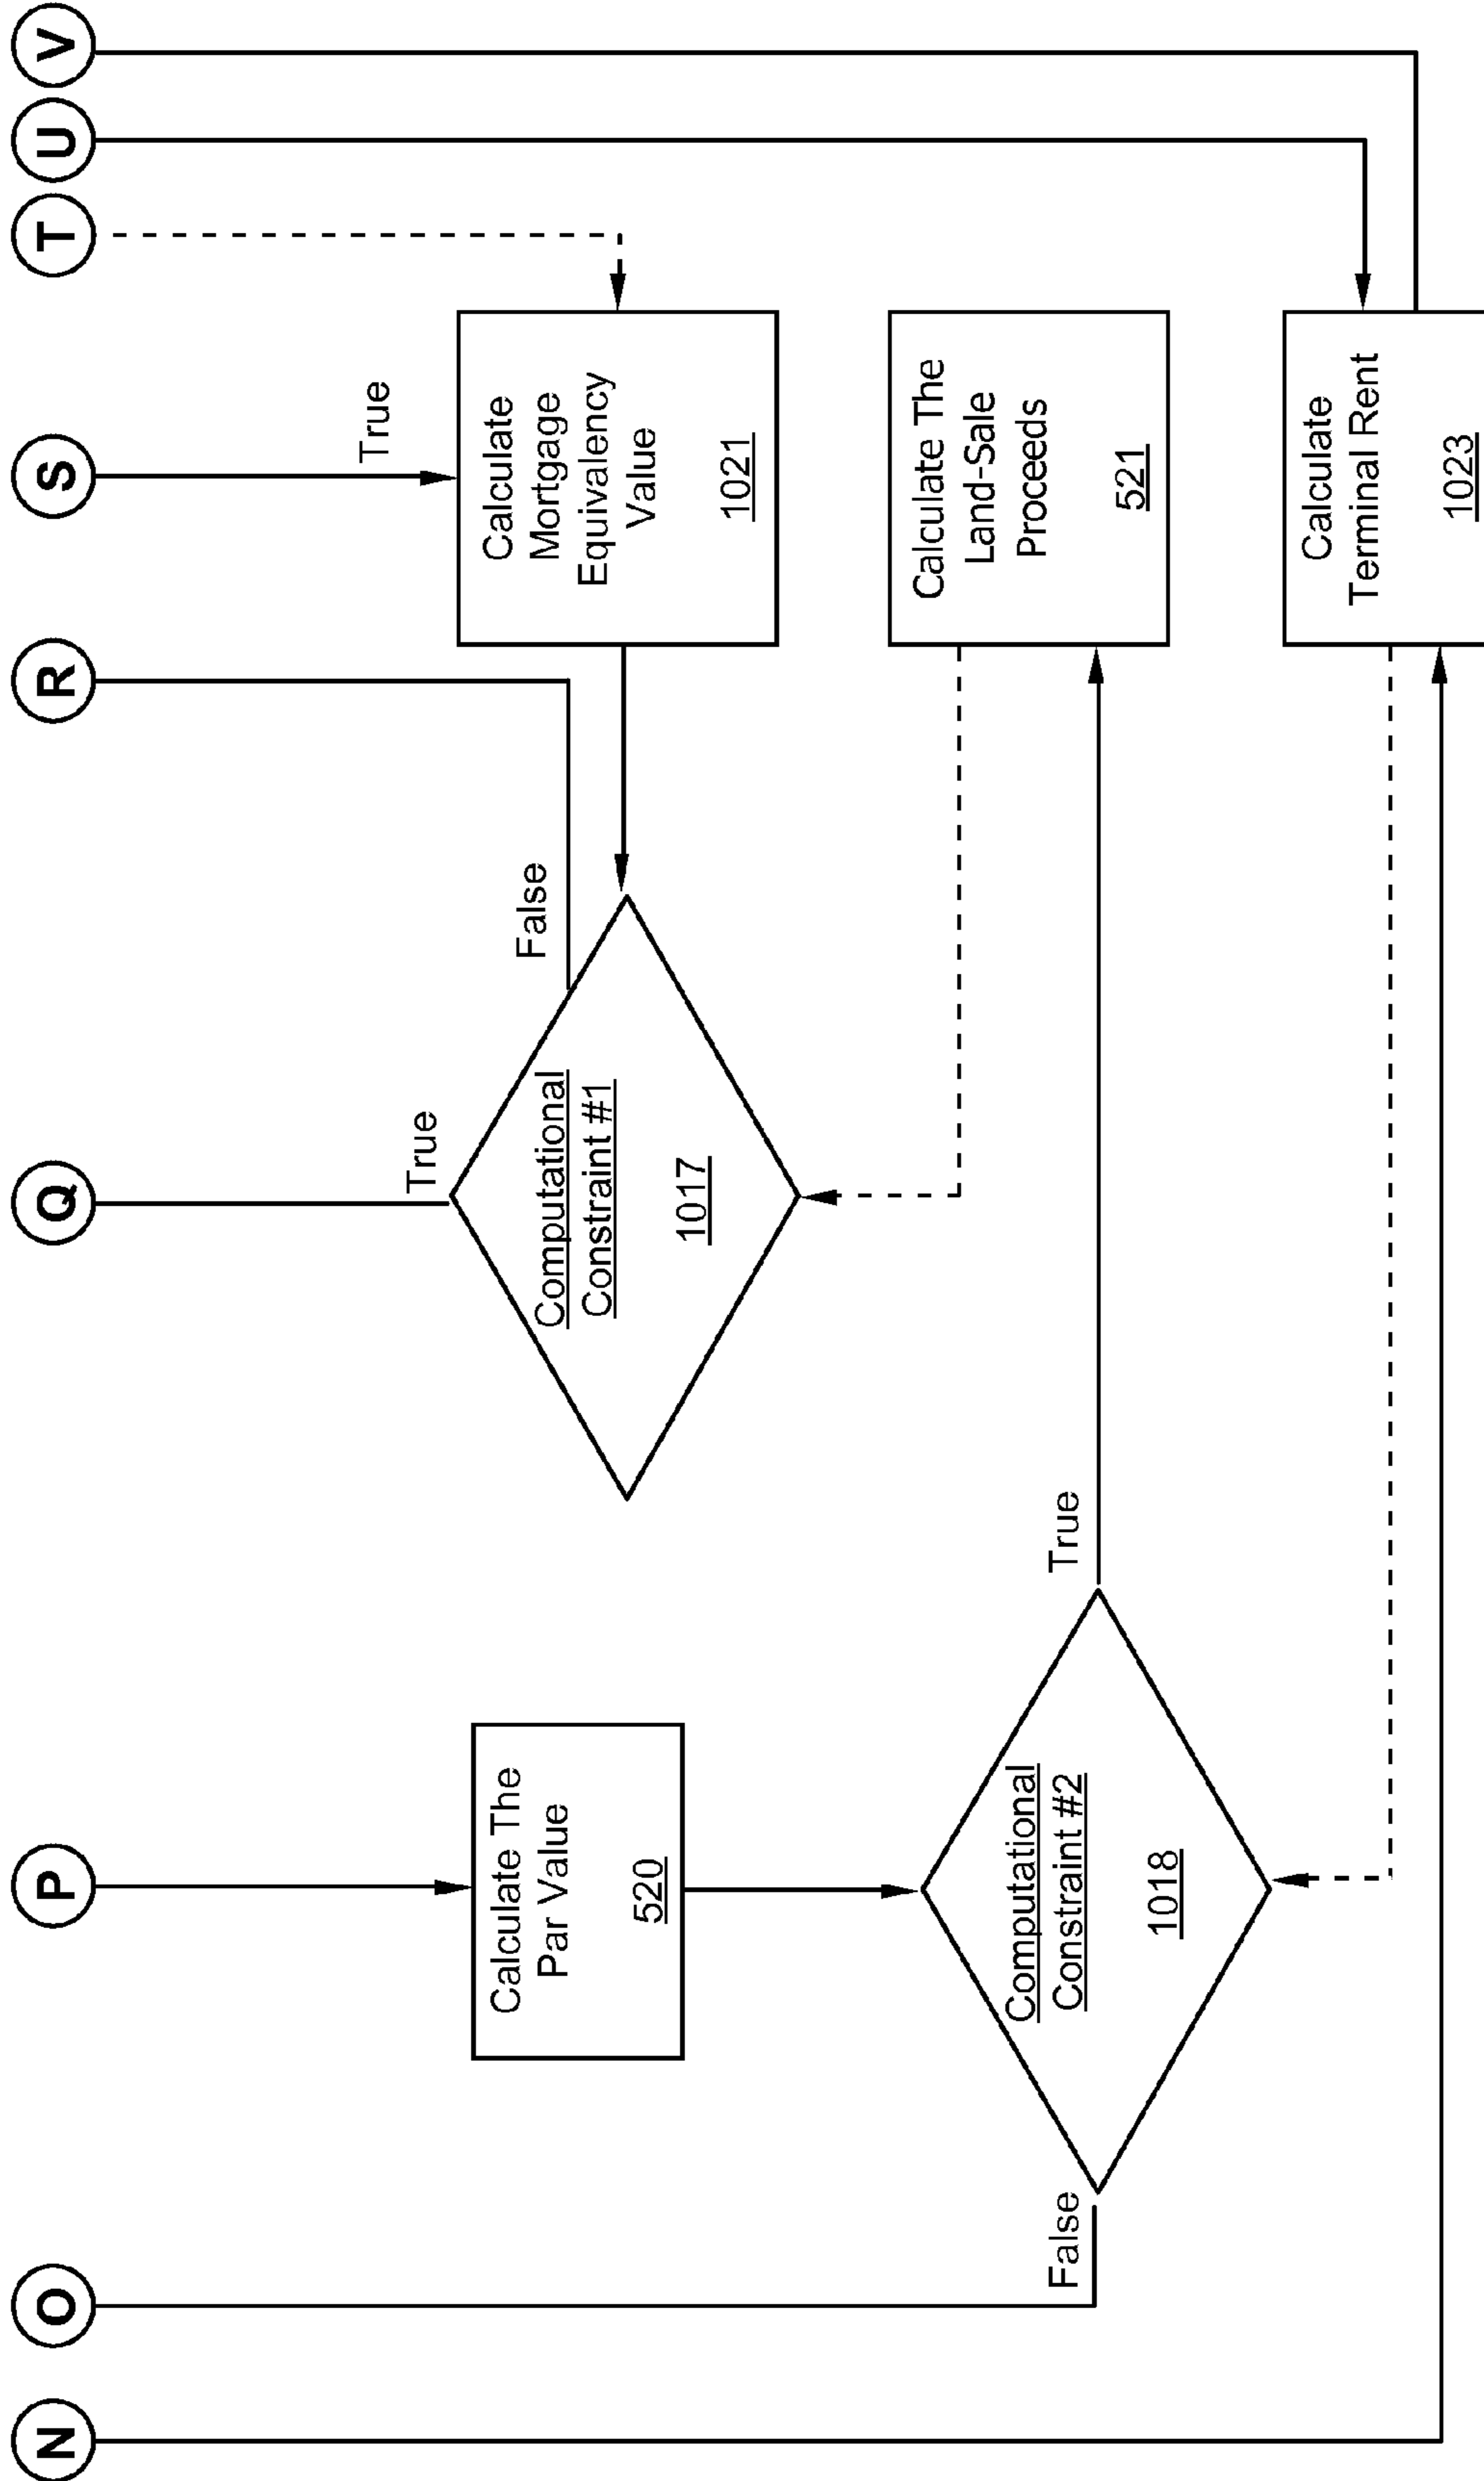 N
O
P
Q
R
S
T
U
V
True
False
True
Calculate The
Par Value
520
Computational
Constraint #1
1017
Calculate
Mortgage
Equivalency
Value
1021
False
True
Computational
Constraint #2
1018
Calculate The
Land-Sale
Proceeds
521
Calculate
Terminal Rent
1023